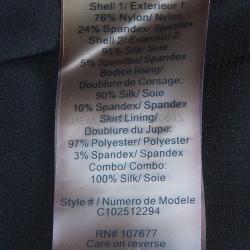 Shell 1/ Exterieur 1:
76% Nylon/ Nylon
24% Spandex/ Spandex
Shell 2/ Exterieur 2:
95% Silk/ Soie
5% Spandex/ Spandex
Bodice lining/
Doublure de Corsage:
90% Silk/ Soie
10% Spandex/ Spandex
Skirt Lining/
Doublure du Jupe:
97% Polyester/ Polyester
3% Spandex/ Spandex
Combo/ Combo:
100% Silk/ Soie
Style # / Numero de Modele
C102512294
RN# 107677
Care on reverse